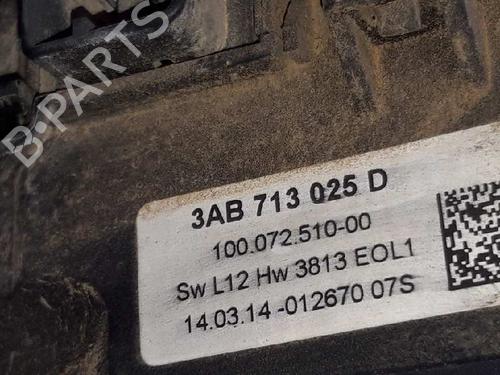 B-PARTS
3AB 713 025 D
100.072.510-00
Sw L12 Hw 3813 EOL1
14.03.14 -012670 07S